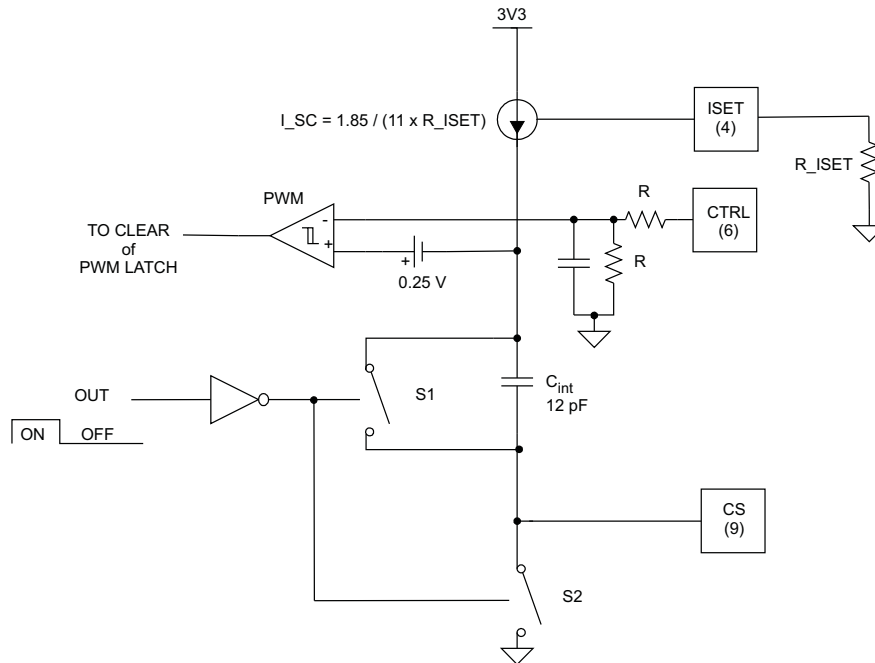 3V3
I_SC = 1.85 / (11 x R_ISET)
ISET
(4)
R_ISET
PWM
-
+
R
CTRL
(6)
TO CLEAR
of
PWM LATCH
+
0.25 V
R
OUT
S1
C_int
12 pF
ON
OFF
CS
(9)
S2